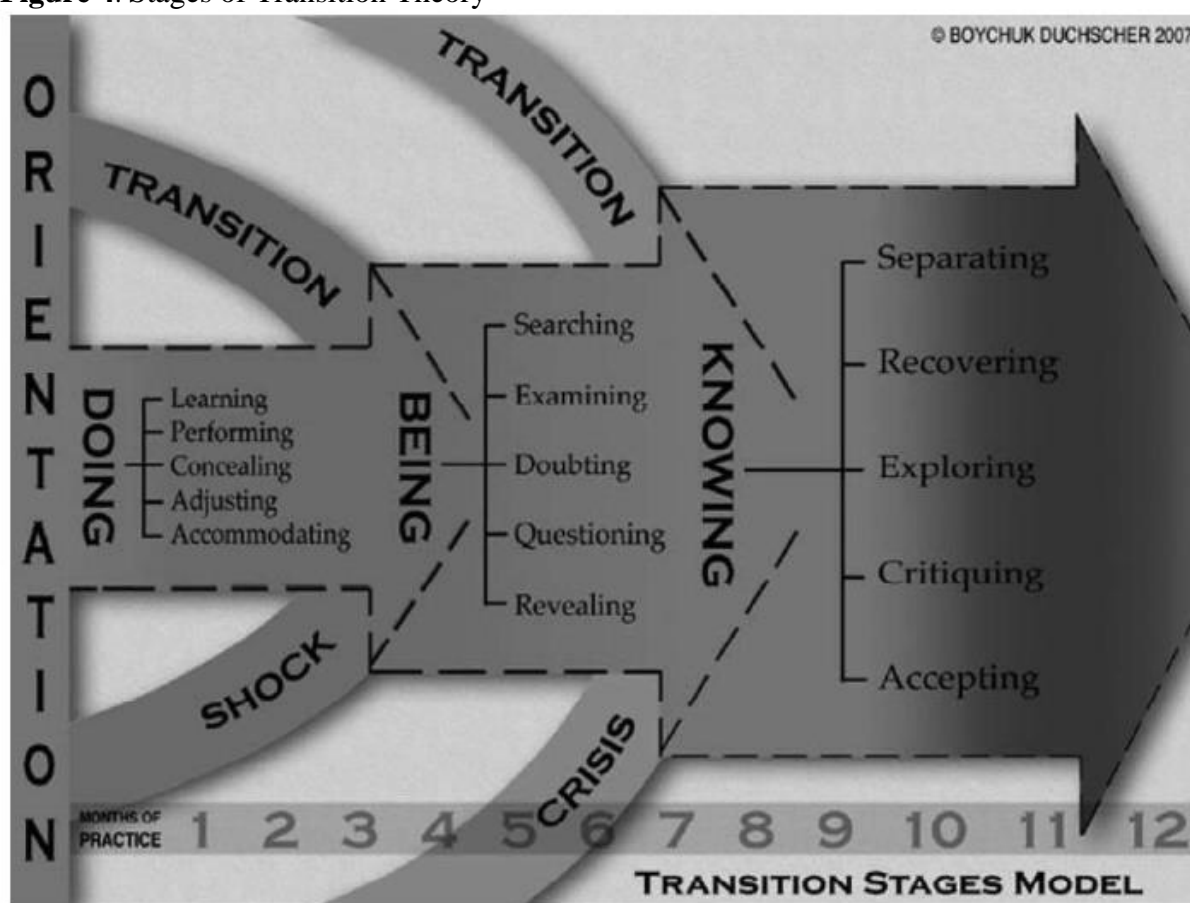 Figure 4. Stages of Transition Theory
© BOYCHUK DUCHSCHER 2007
ORIENTATION
TRANSITION
TRANSITION
DOING
Learning
Performing
Concealing
Adjusting
Accommodating
BEING
Searching
Examining
Doubting
Questioning
Revealing
KNOWING
Separating
Recovering
Exploring
Critiquing
Accepting
SHOCK
CRISIS
MONTHS OF
PRACTICE
1 2 3 4 5 6 7 8 9 10 11 12
TRANSITION STAGES MODEL